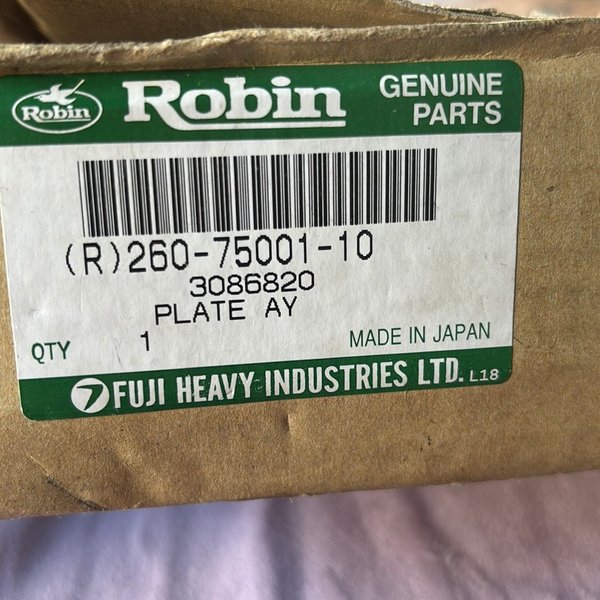 Robin
Robin
GENUINE
PARTS
(R)260-75001-10
3086820
PLATE AY
QTY 1 MADE IN JAPAN
7 FUJI HEAVY INDUSTRIES LTD. L18